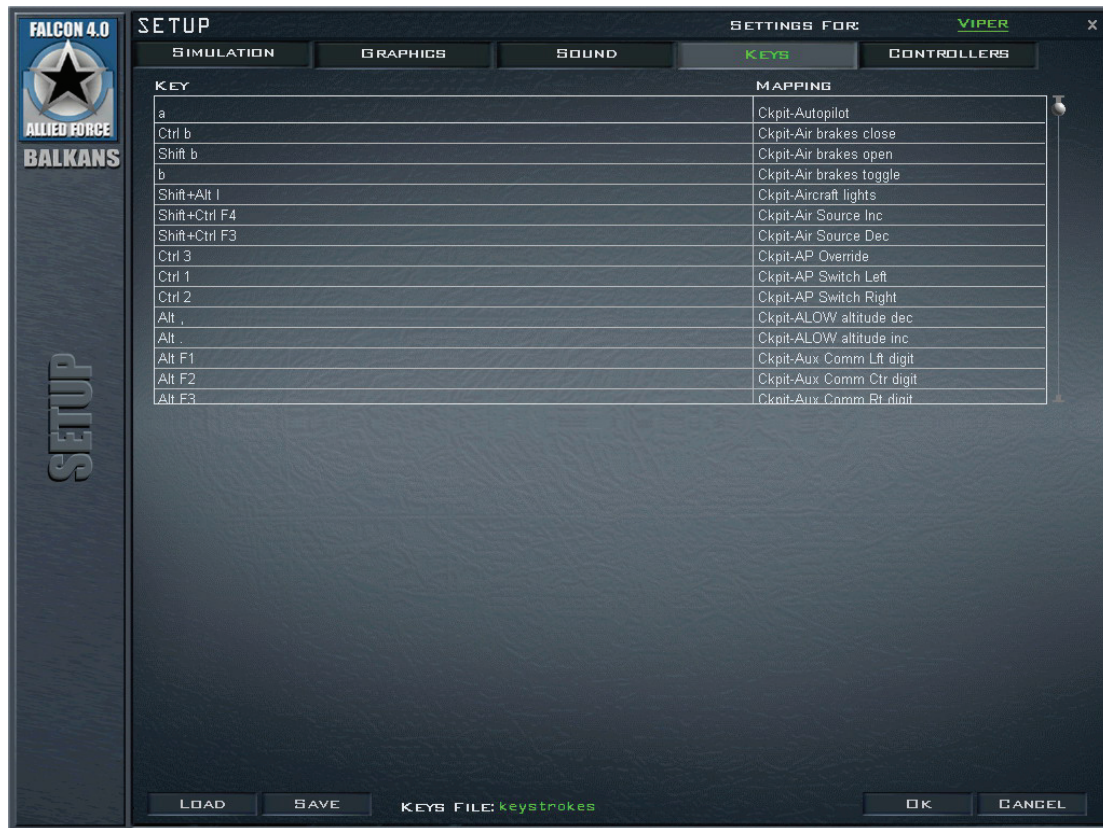 FALCON 4.0
ALLIED FORCE
BALKANS
SETUP
SETUP
SETTINGS FOR: VIPER X
SIMULATION GRAPHICS SOUND KEYS CONTROLLERS
KEY MAPPING
a Ckpit-Autopilot
Ctrl b Ckpit-Air brakes close
Shift b Ckpit-Air brakes open
b Ckpit-Air brakes toggle
Shift+Alt l Ckpit-Aircraft lights
Shift+Ctrl F4 Ckpit-Air Source Inc
Shift+Ctrl F3 Ckpit-Air Source Dec
Ctrl 3 Ckpit-AP Override
Ctrl 1 Ckpit-AP Switch Left
Ctrl 2 Ckpit-AP Switch Right
Alt , Ckpit-ALOW altitude dec
Alt . Ckpit-ALOW altitude inc
Alt F1 Ckpit-Aux Comm Lft digit
Alt F2 Ckpit-Aux Comm Ctr digit
Alt F3 Ckpit-Aux Comm Rt digit
LOAD SAVE KEYS FILE: keystrokes OK CANCEL